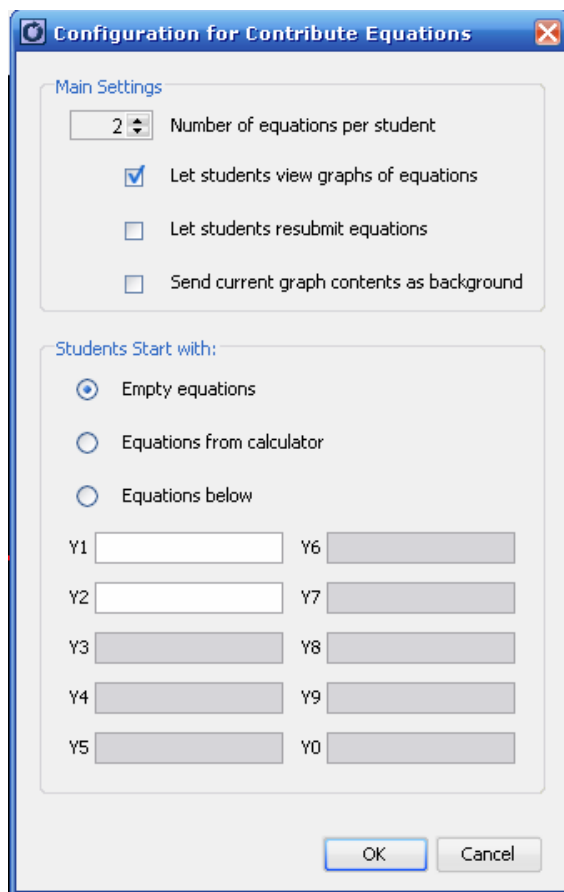 Configuration for Contribute Equations
Main Settings
2 Number of equations per student
Let students view graphs of equations
Let students resubmit equations
Send current graph contents as background
Students Start with:
Empty equations
Equations from calculator
Equations below
Y1 Y6
Y2 Y7
Y3 Y8
Y4 Y9
Y5 Y0
OK Cancel